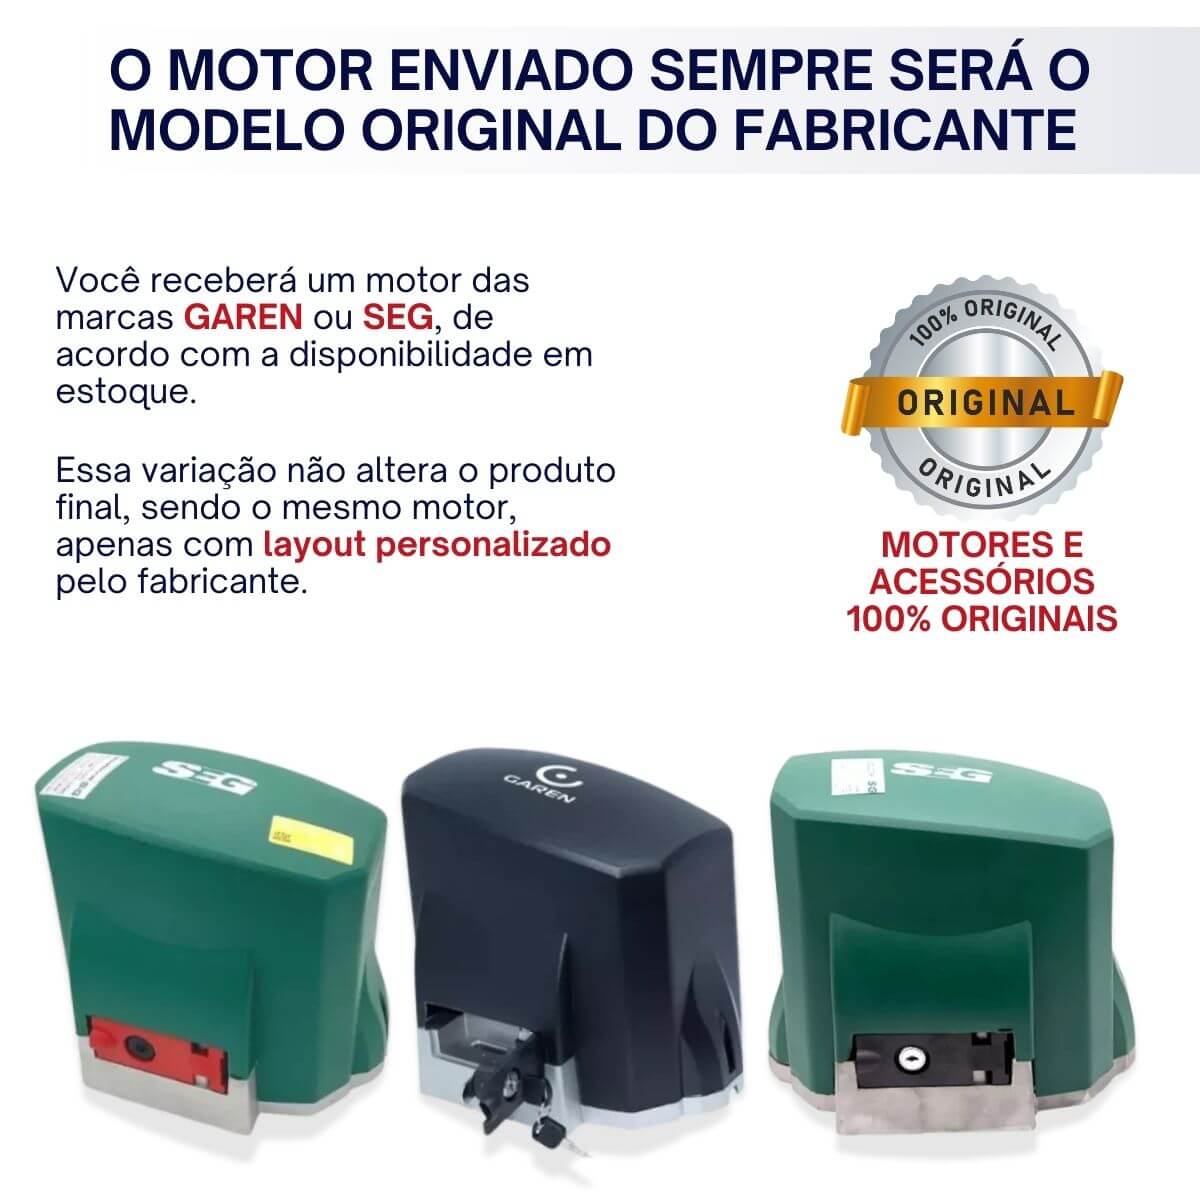 O MOTOR ENVIADO SEMPRE SERÁ O
MODELO ORIGINAL DO FABRICANTE
Você receberá um motor das
marcas GAREN ou SEG, de
acordo com a disponibilidade em
estoque.
Essa variação não altera o produto
final, sendo o mesmo motor,
apenas com layout personalizado
pelo fabricante.
100% ORIGINAL
ORIGINAL
ORIGINAL
MOTORES E
ACESSÓRIOS
100% ORIGINAIS
SEG
GAREN
SEG